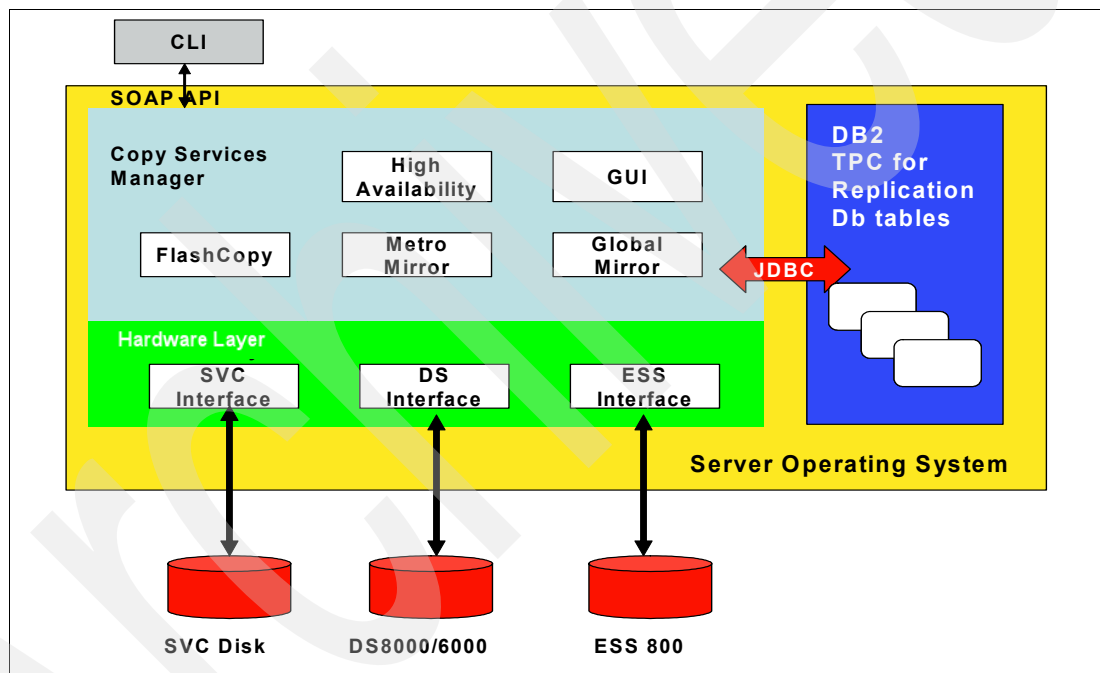 CLI
SOAP API
Copy Services
Manager
High
Availability
GUI
FlashCopy
Metro
Mirror
Global
Mirror
JDBC
DB2
TPC for
Replication
Db tables
Hardware Layer
SVC
Interface
DS
Interface
ESS
Interface
Server Operating System
SVC Disk
DS8000/6000
ESS 800